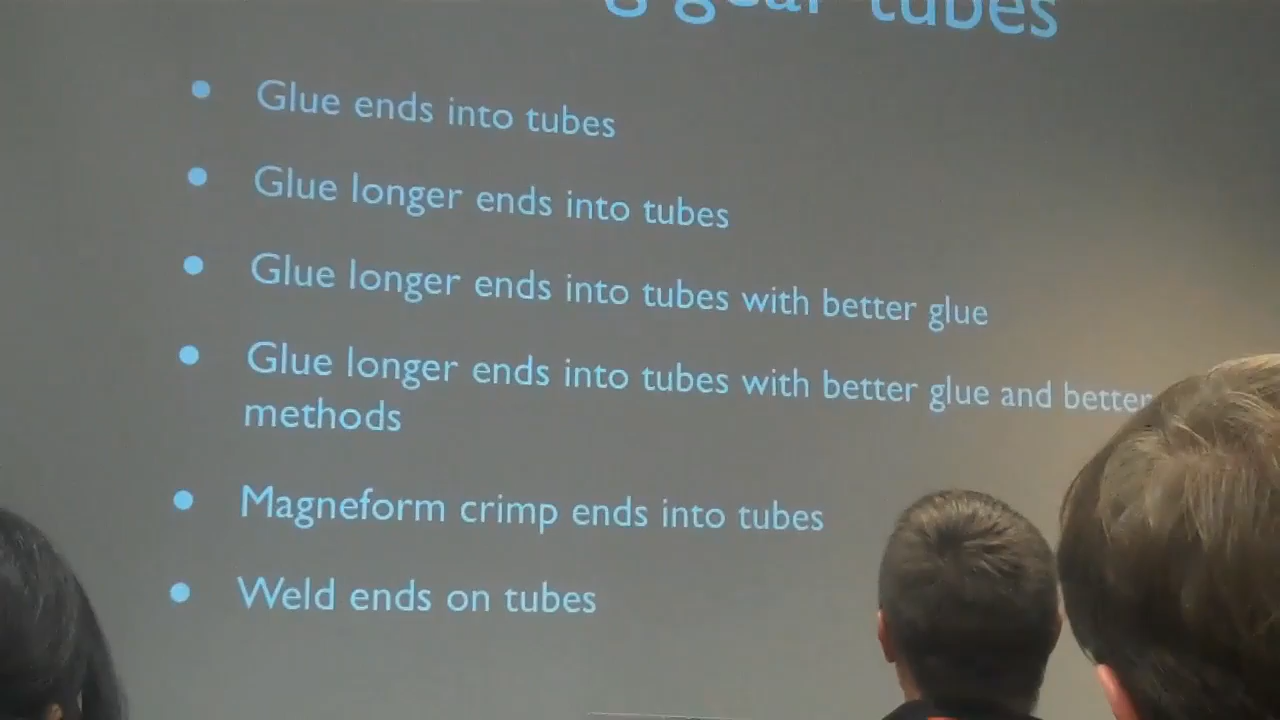 gear tubes
Glue ends into tubes
Glue longer ends into tubes
Glue longer ends into tubes with better glue
Glue longer ends into tubes with better glue and better
methods
Magneform crimp ends into tubes
Weld ends on tubes